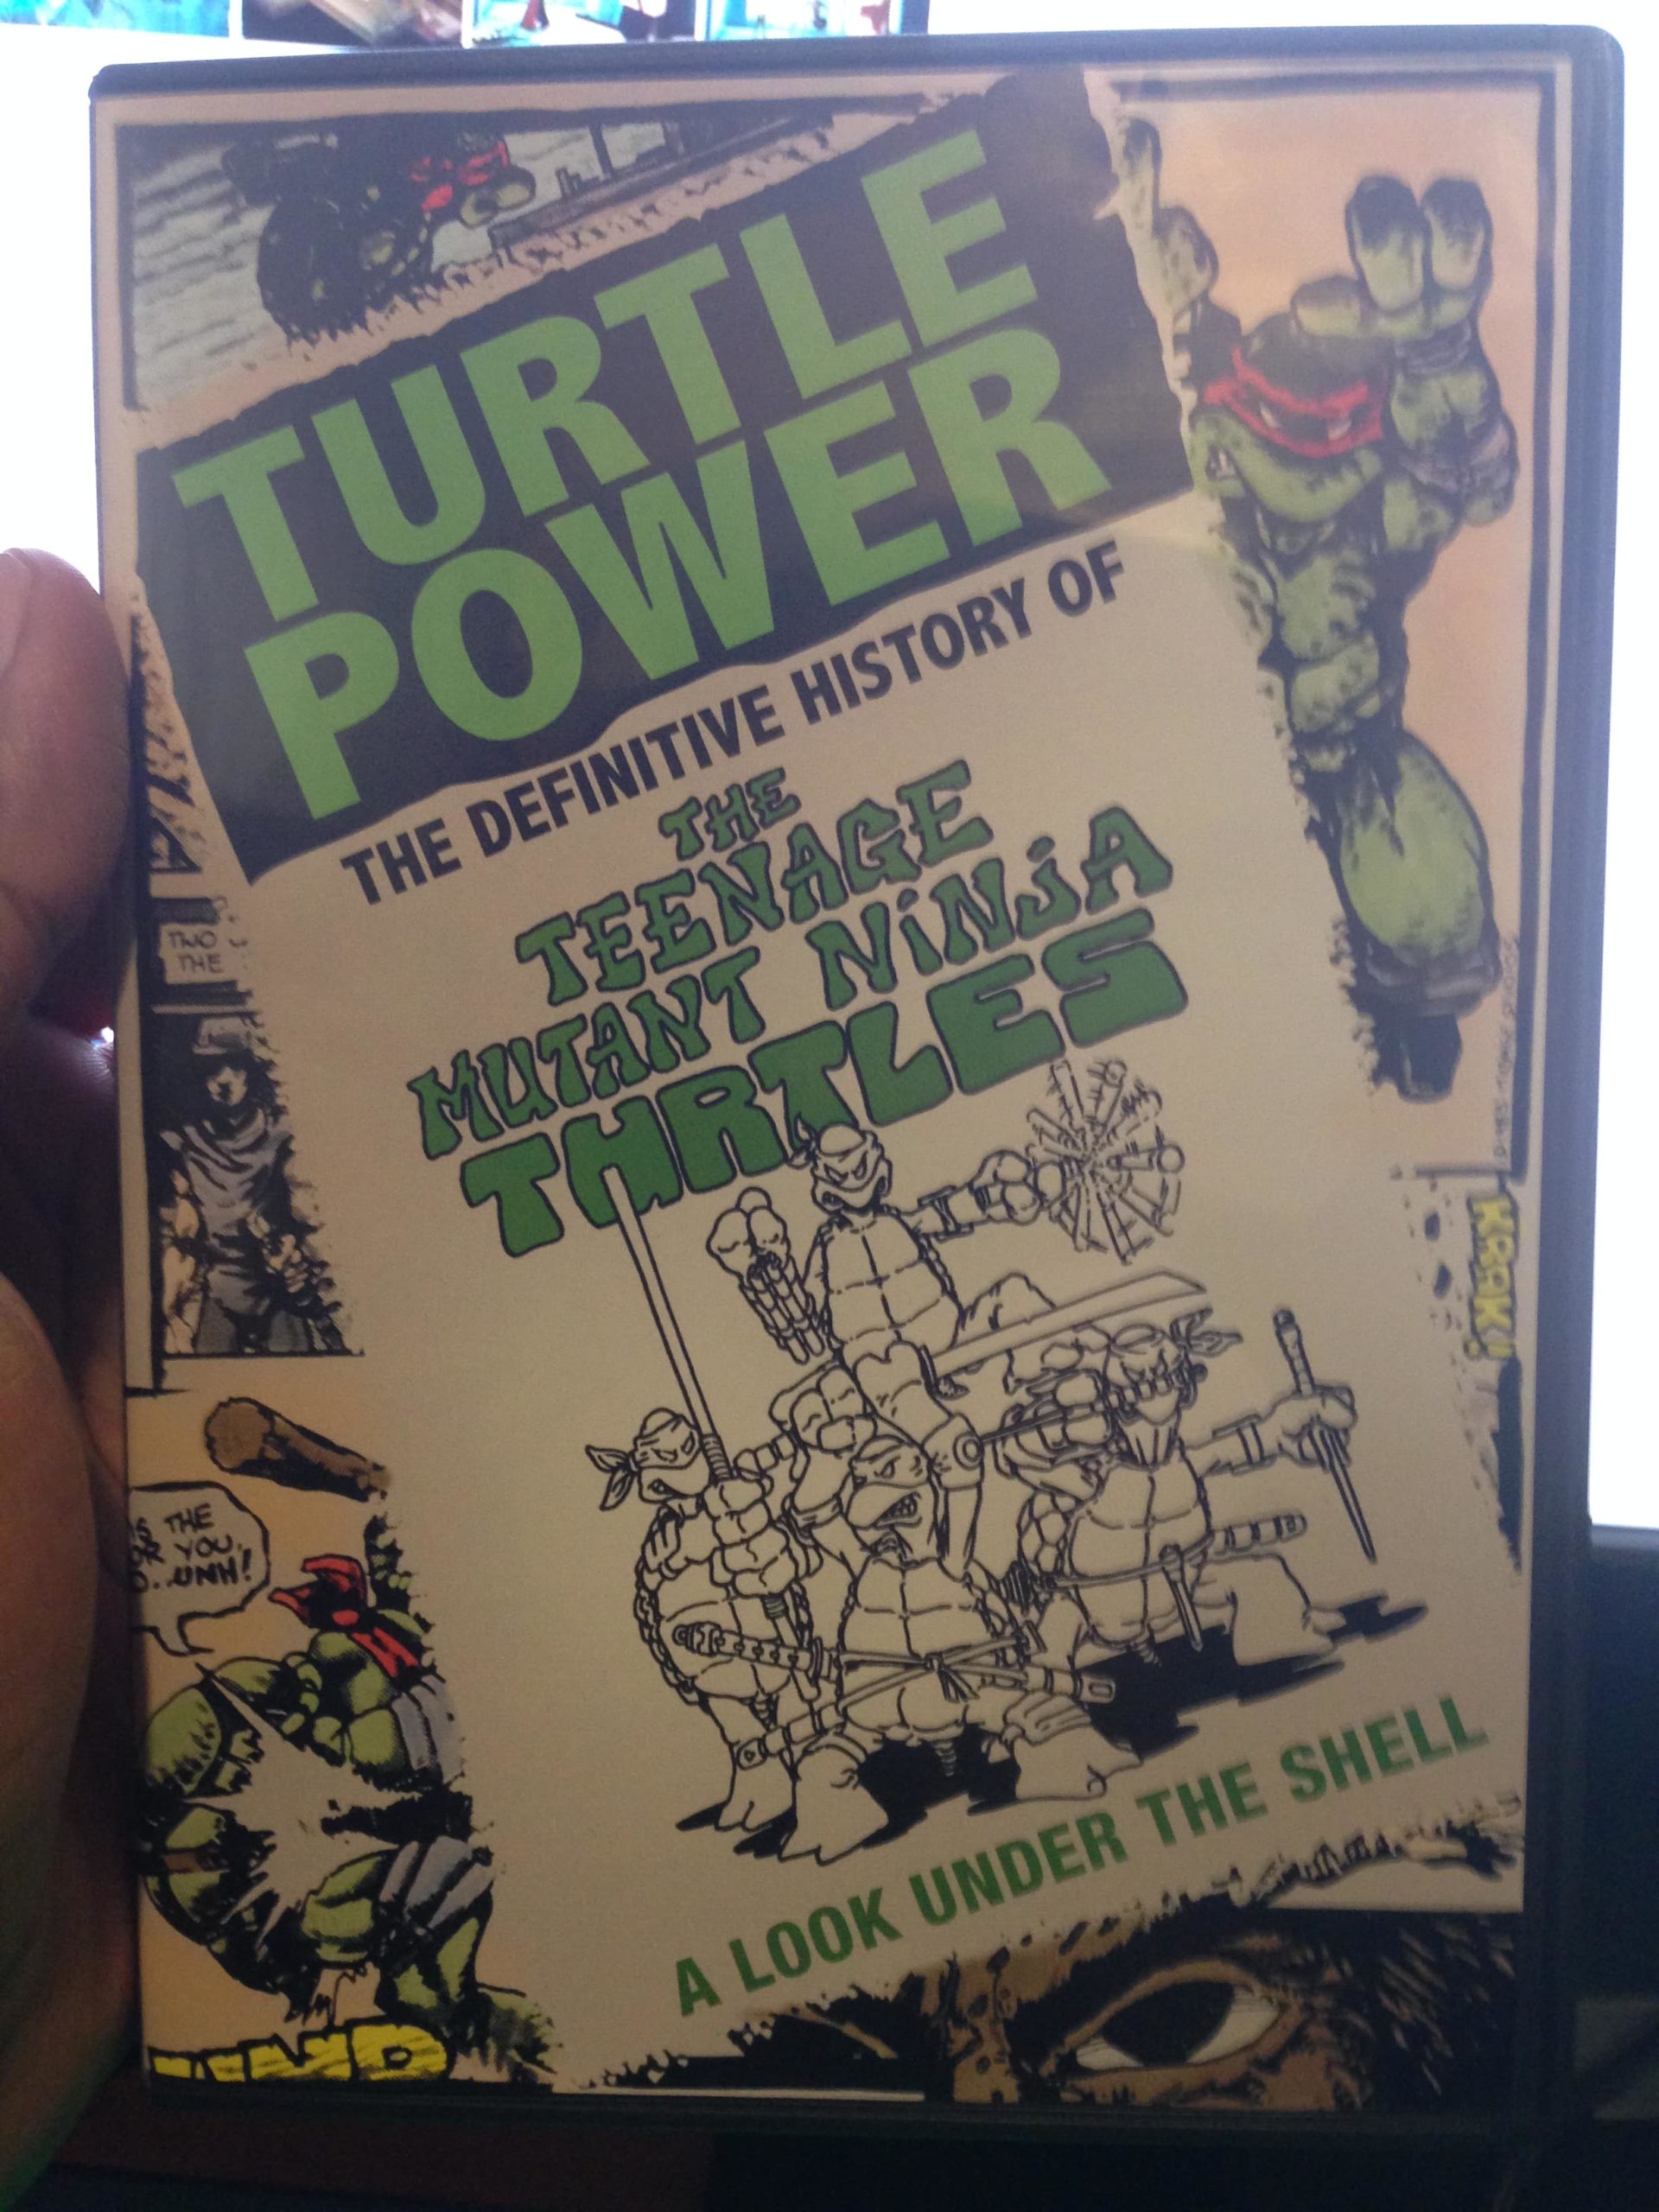 TURTLE
POWER
THE DEFINITIVE HISTORY OF
THE
TEENAGE
MUTANT NINJA
TURTLES
TWO
THE
KRAK!
THE
YOU,
..UNH!
A LOOK UNDER THE SHELL